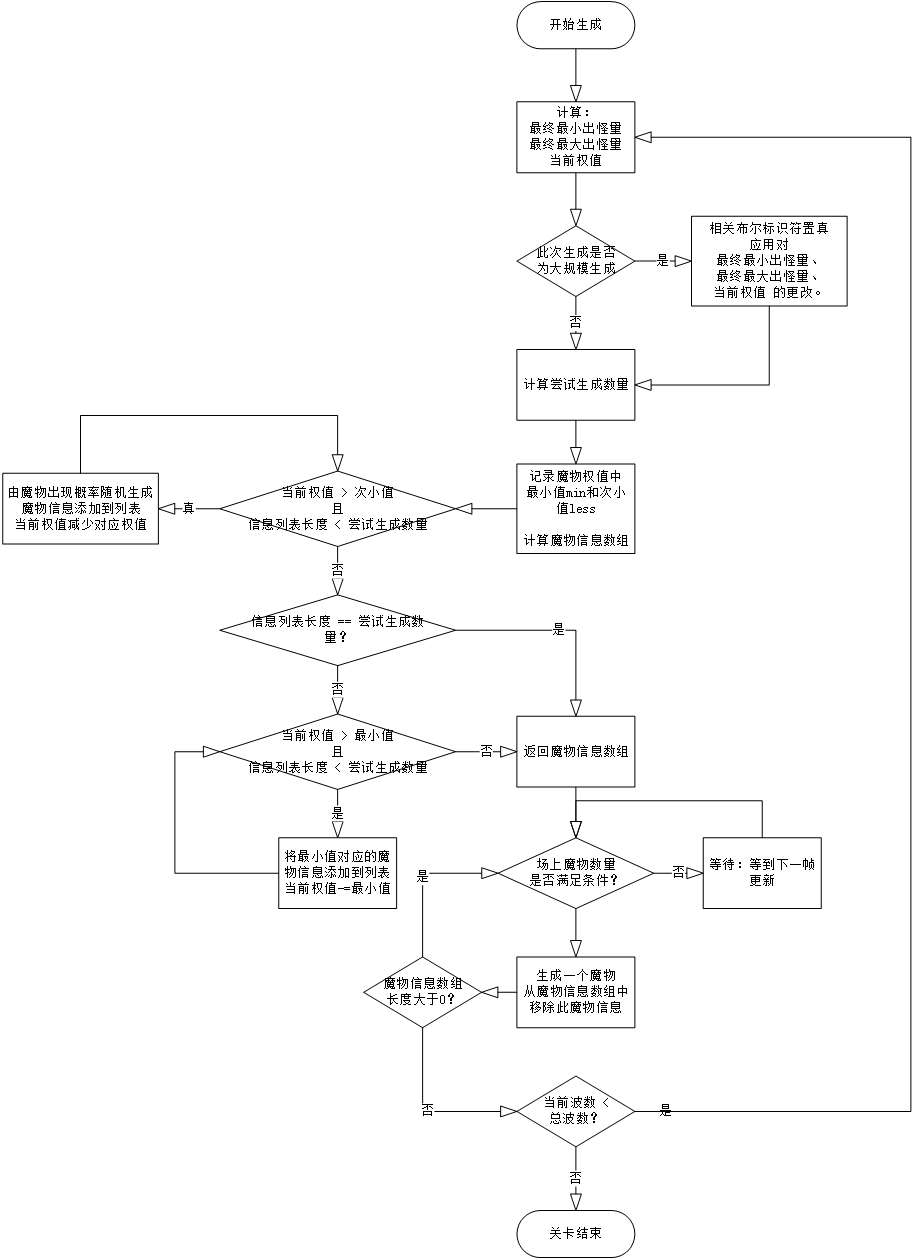 开始生成
计算：
最终最小出怪量
最终最大出怪量
当前权值
此次生成是否
为大规模生成
是
相关布尔标识符置真
应用对
最终最小出怪量、
最终最大出怪量、
当前权值 的更改。
否
计算尝试生成数量
记录魔物权值中
最小值min和次小
值less
计算魔物信息数组
当前权值 > 次小值
且
信息列表长度 < 尝试生成数量
真
由魔物出现概率随机生成
魔物信息添加到列表
当前权值减少对应权值
否
信息列表长度 == 尝试生成数
量？
是
否
当前权值 > 最小值
且
信息列表长度 < 尝试生成数量
否
返回魔物信息数组
是
将最小值对应的魔
物信息添加到列表
当前权值-=最小值
场上魔物数量
是否满足条件？
否
等待：等到下一帧
更新
是
生成一个魔物
从魔物信息数组中
移除此魔物信息
魔物信息数组
长度大于0？
否
当前波数 <
总波数？
是
否
关卡结束